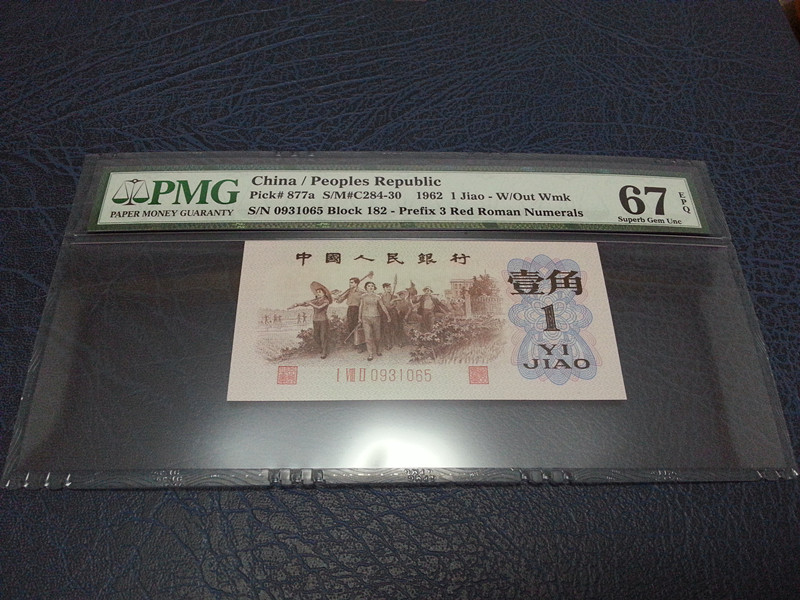 PMG
PAPER MONEY GUARANTY
China / Peoples Republic
Pick# 877a S/M#C284-30 1962 1 Jiao - W/Out Wmk
S/N 0931065 Block 182 - Prefix 3 Red Roman Numerals
67
EPQ
Superb Gem Unc
中國人民銀行
壹角
1
YI
JIAO
I VIII II 0931065